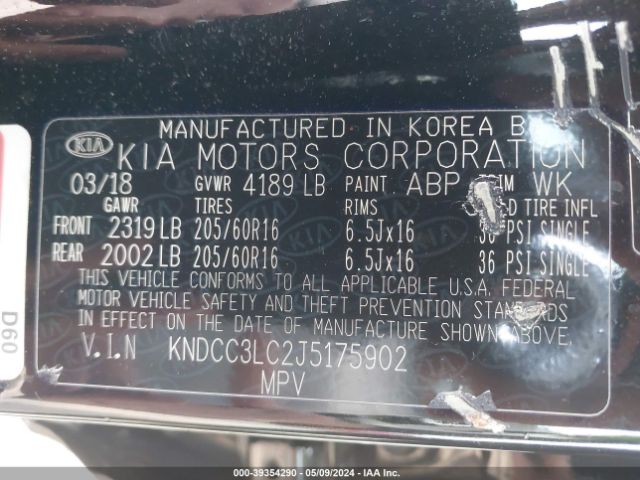 MANUFACTURED IN KOREA B
KIA KIA MOTORS CORPORATION
03/18 GVWR 4189 LB PAINT ABP IM WK
GAWR TIRES RIMS D TIRE INFL
FRONT 2319 LB 205/60R16 6.5Jx16 36 PSI SINGLE
REAR 2002 LB 205/60R16 6.5Jx16 36 PSI SINGLE
THIS VEHICLE CONFORMS TO ALL APPLICABLE U.S.A. FEDERAL
MOTOR VEHICLE SAFETY AND THEFT PREVENTION
IN EFFECT ON THE DATE OF MANUFACTURE SHOWN ABOVE.
V.I.N KNDCC3LC2J5175902
MPV
D60
000-39354290 - 05/09/2024 - IAA Inc.